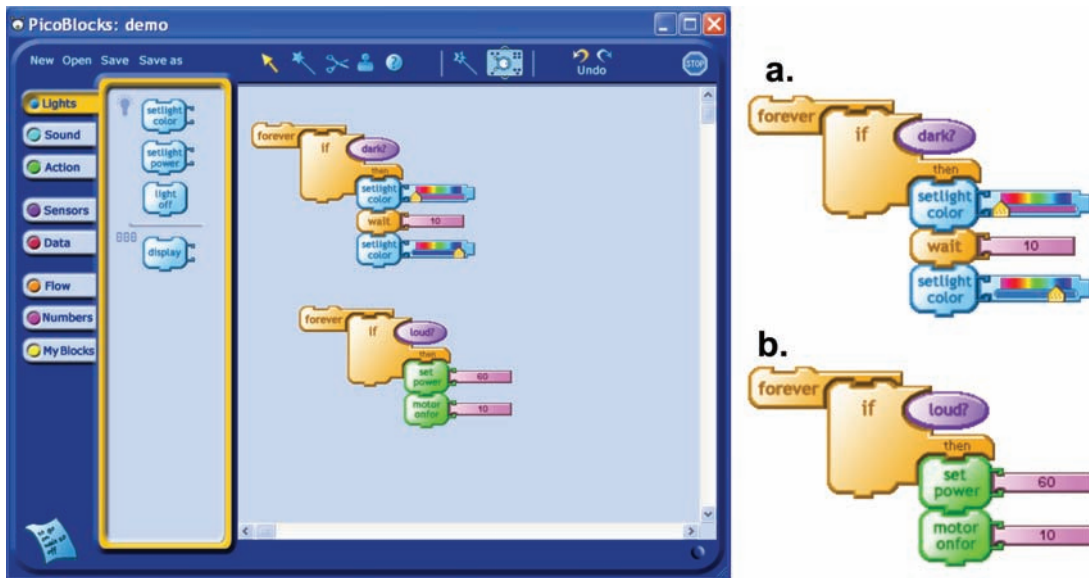 PicoBlocks: demo
New Open Save Save as
Undo
STOP
Lights
Sound
Action
Sensors
Data
Flow
Numbers
My Blocks
setlight
color
setlight
power
light
off
display
forever
if
dark?
then
setlight
color
wait
10
setlight
color
forever
if
loud?
then
set
power
60
motor
onfor
10
a.
forever
if
dark?
then
setlight
color
wait
10
setlight
color
b.
forever
if
loud?
then
set
power
60
motor
onfor
10